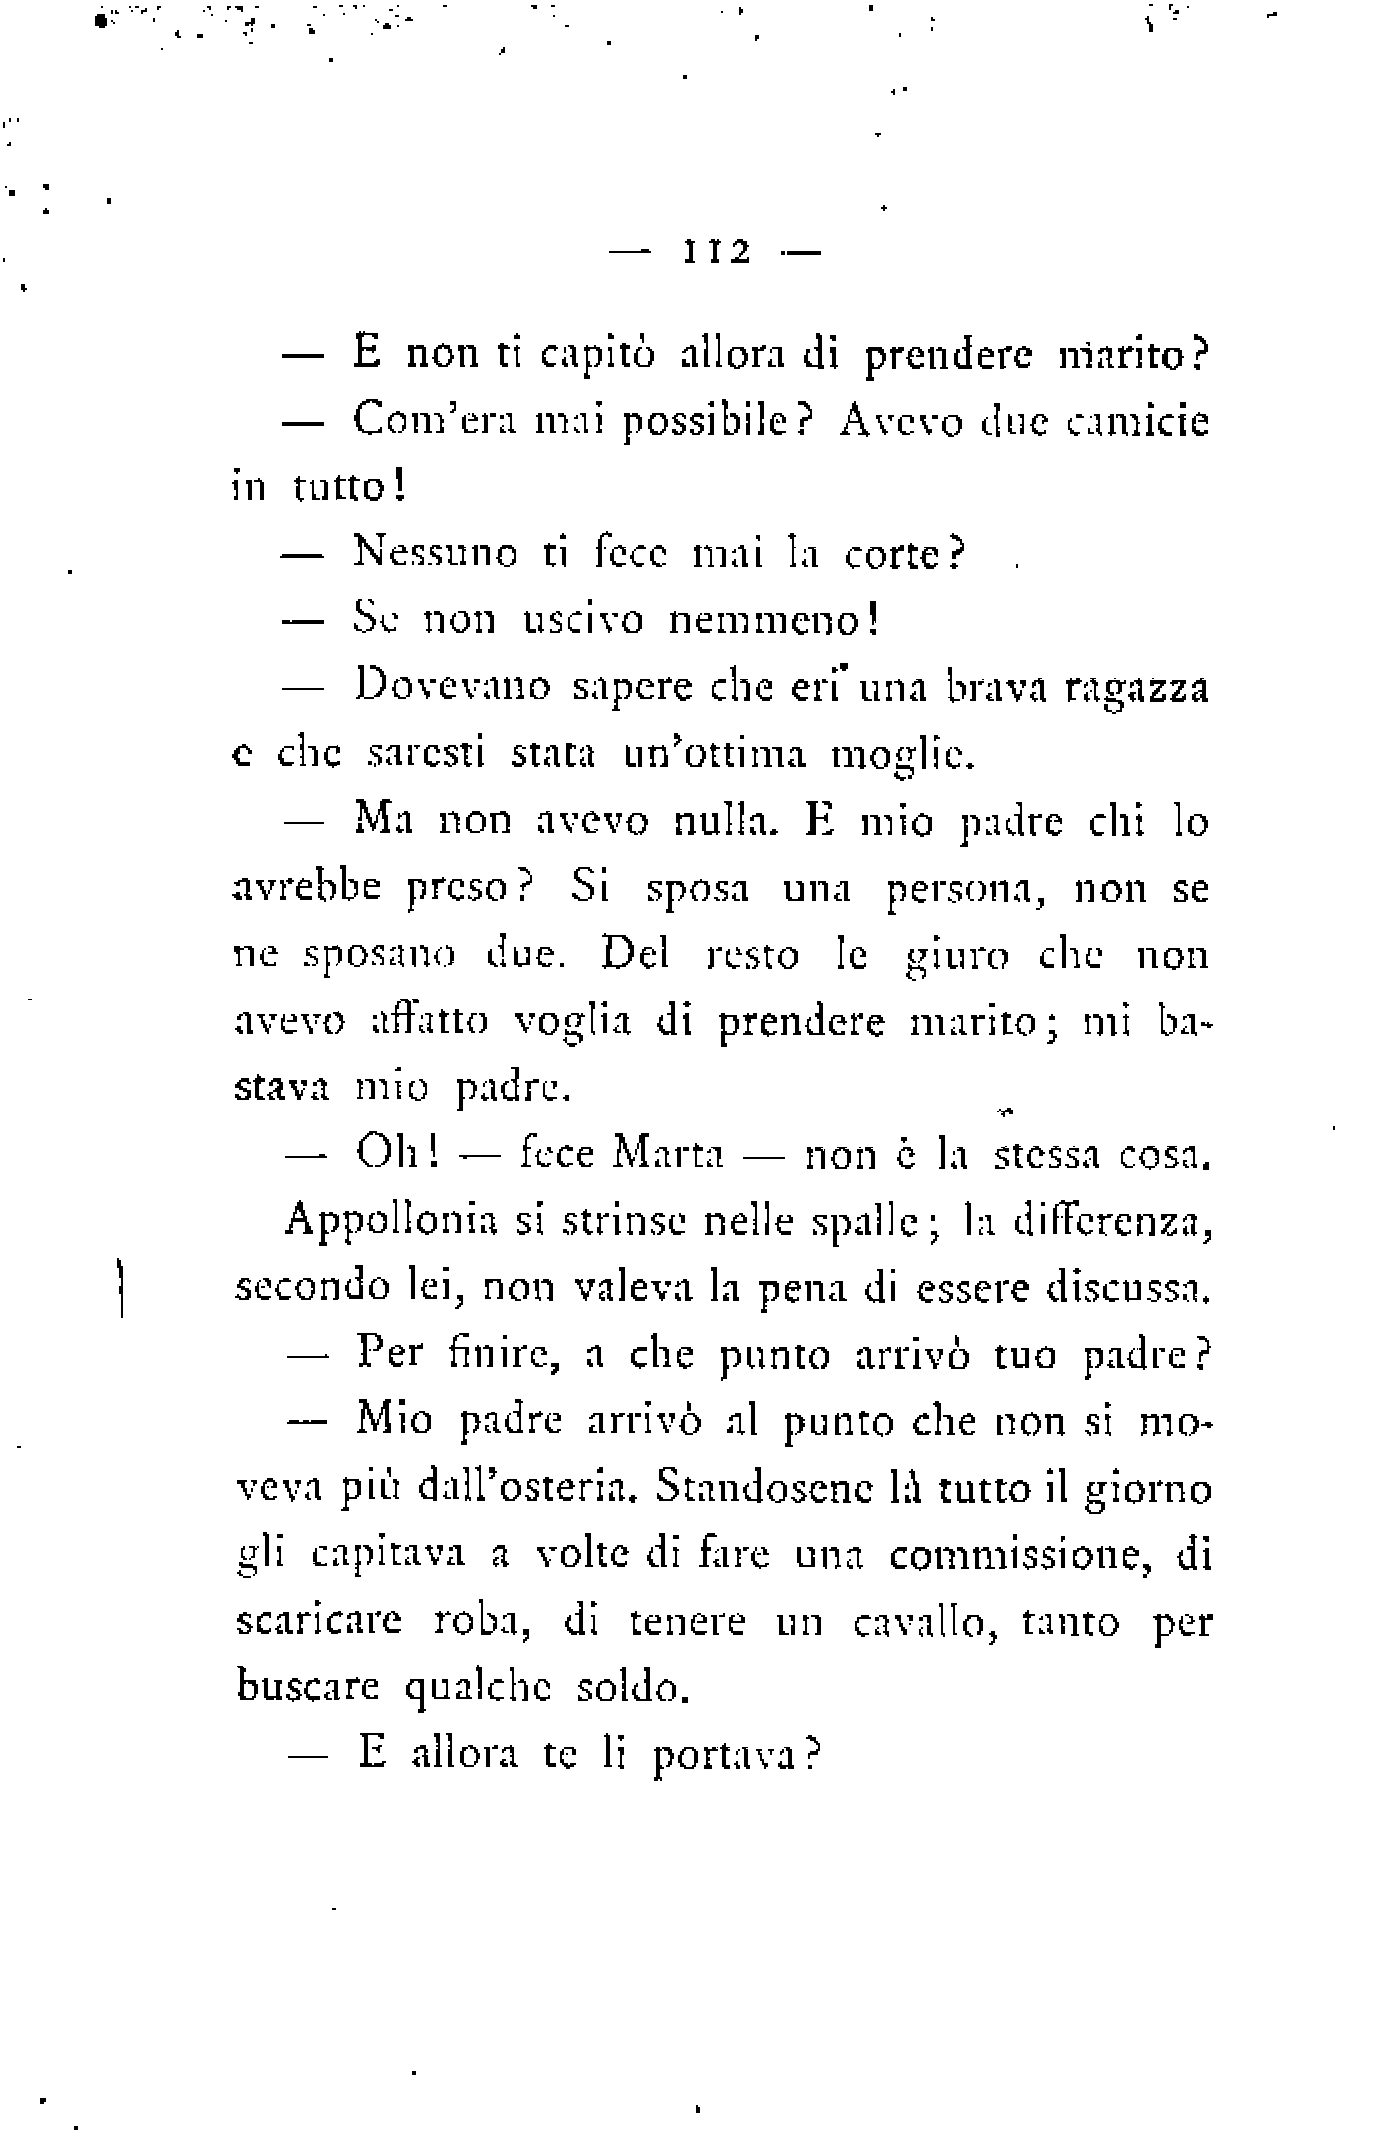 — 112 —
— E non ti capitò allora di prendere marito?
— Com'era mai possibile? Avevo due camicie
in tutto!
— Nessuno ti fece mai la corte?
— Se non uscivo nemmeno!
— Dovevano sapere che eri una brava ragazza
e che saresti stata un'ottima moglie.
— Ma non avevo nulla. E mio padre chi lo
avrebbe preso? Si sposa una persona, non se
ne sposano due. Del resto le giuro che non
avevo affatto voglia di prendere marito; mi ba-
stava mio padre.
— Oh! — fece Marta — non è la stessa cosa.
Appollonia si strinse nelle spalle; la differenza,
secondo lei, non valeva la pena di essere discussa.
— Per finire, a che punto arrivò tuo padre?
— Mio padre arrivò al punto che non si mo-
veva più dall'osteria. Standosene là tutto il giorno
gli capitava a volte di fare una commissione, di
scaricare roba, di tenere un cavallo, tanto per
buscare qualche soldo.
— E allora te li portava?